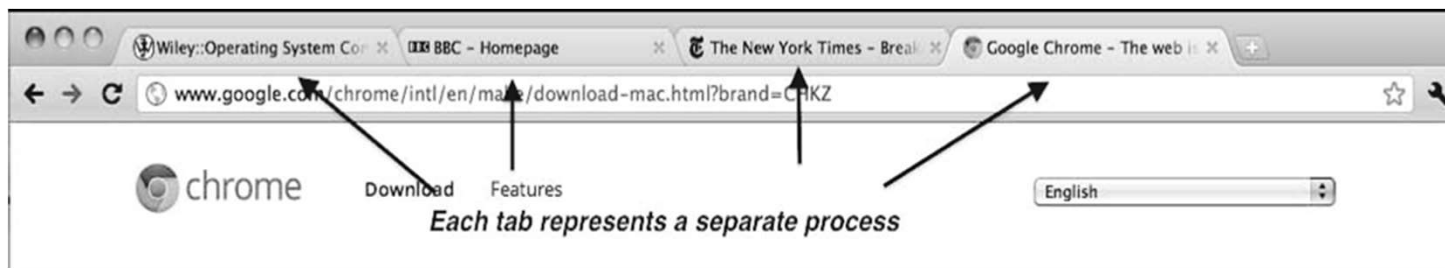 Wiley::Operating System Con
BBC - Homepage
The New York Times - Break
Google Chrome - The web is
www.google.com/chrome/intl/en/make/download-mac.html?brand=CHKZ
chrome
Download
Features
English
Each tab represents a separate process